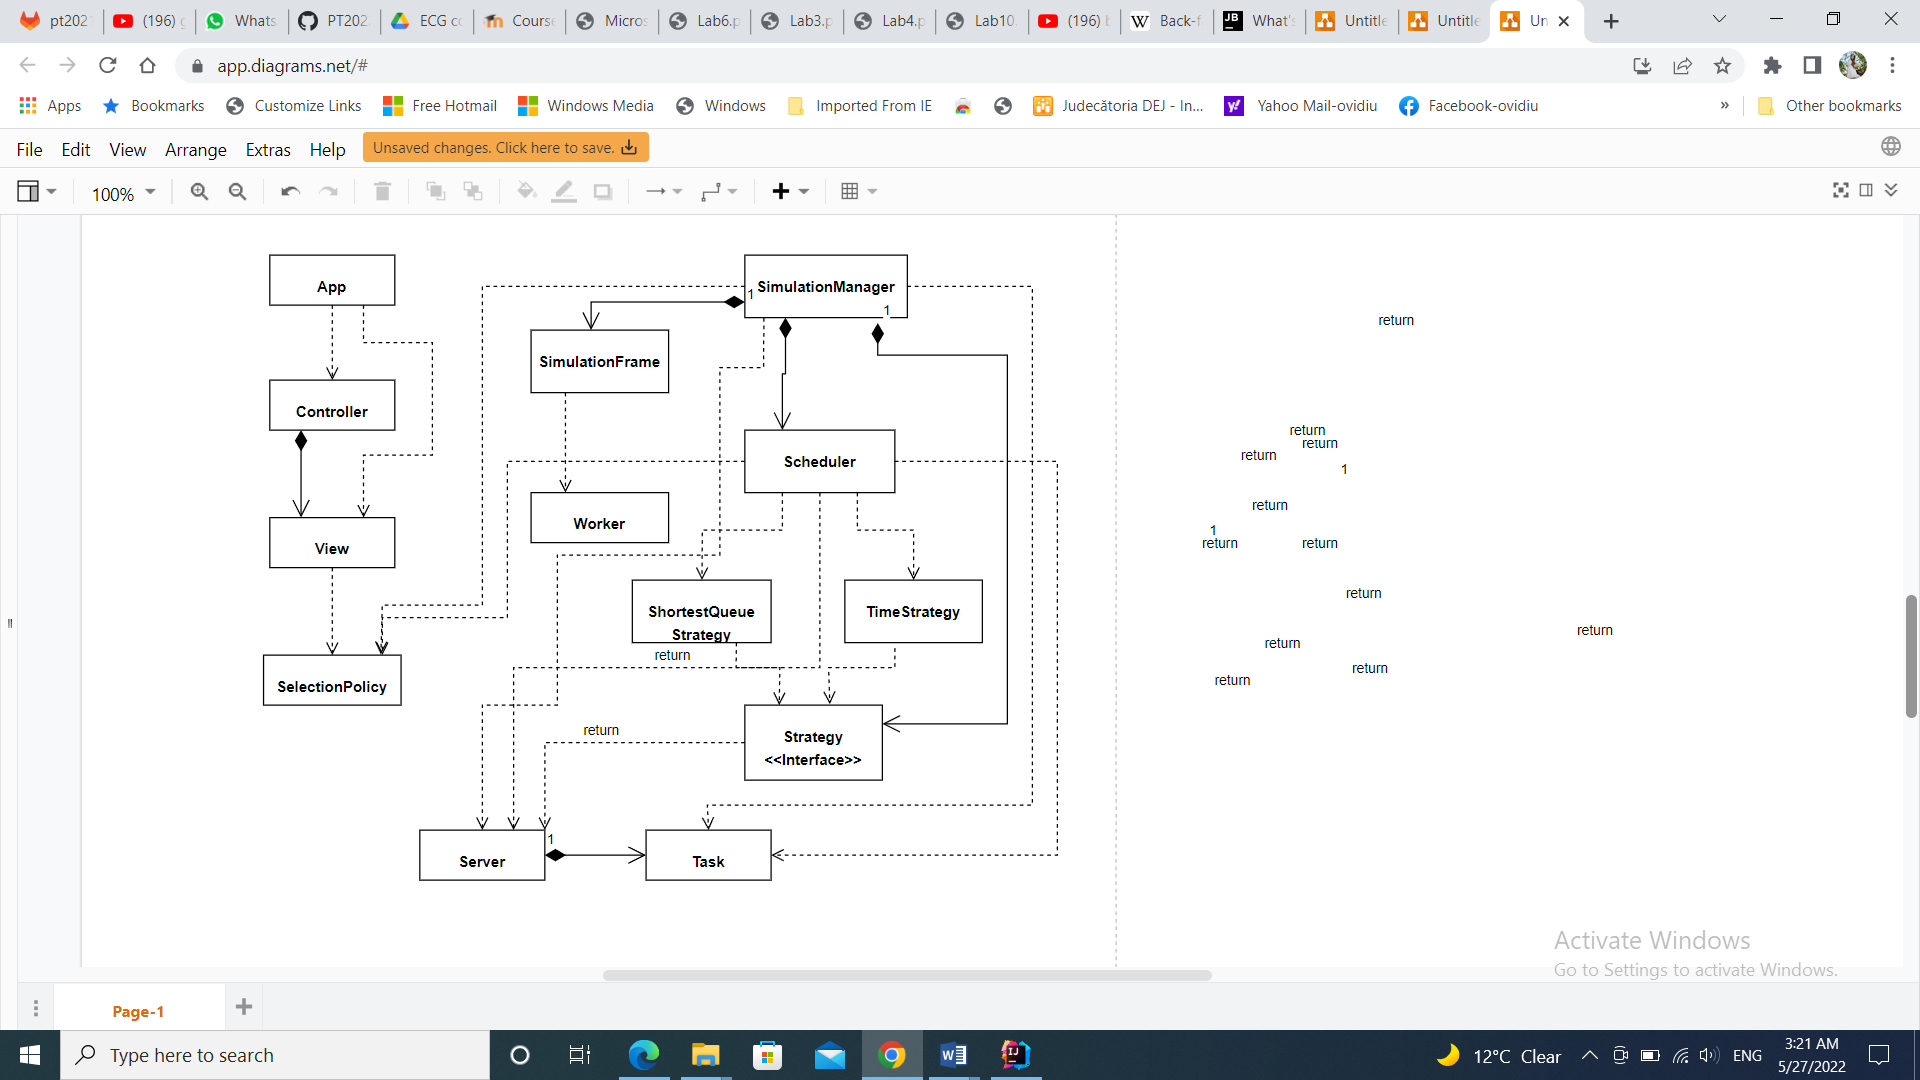 pt202
(196) g
Whats
PT202
ECG co
Course
Micros
Lab6.p
Lab3.p
Lab4.p
Lab10.
(196) b
W
Back-f
JB
What's
Untitle
Untitle
Un
app.diagrams.net/#
Apps
Bookmarks
Customize Links
Free Hotmail
Windows Media
Windows
Imported From IE
Judecătoria DEJ - In...
Yahoo Mail-ovidiu
Facebook-ovidiu
»
Other bookmarks
File
Edit
View
Arrange
Extras
Help
Unsaved changes. Click here to save.
100%
App
SimulationManager
1
1
SimulationFrame
Controller
Scheduler
Worker
View
ShortestQueue
Strategy
TimeStrategy
return
SelectionPolicy
return
Strategy
<<Interface>>
1
Server
Task
return
return
return
return
1
return
1
return
return
return
return
return
return
return
Activate Windows
Go to Settings to activate Windows.
Page-1
Type here to search
12°C Clear
ENG
3:21 AM
5/27/2022